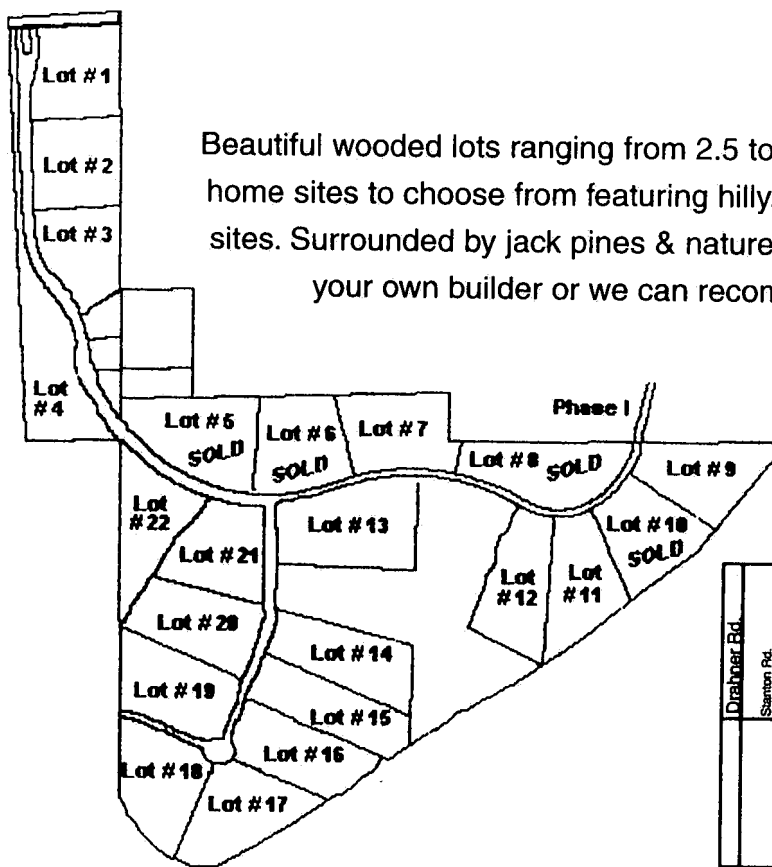 Lot #1
Beautiful wooded lots ranging from 2.5 to
Lot #2
home sites to choose from featuring hilly
Lot #3
sites. Surrounded by jack pines & nature
your own builder or we can recom
Lot
#4
Phase I
Lot #5
SOLD
Lot #6
SOLD
Lot #7
Lot #8
SOLD
Lot #9
Lot
#22
Lot #21
Lot #13
Lot #10
SOLD
Lot
#12
Lot
#11
Lot #20
Lot #14
Lot #19
Lot #15
Lot #16
Lot #18
Lot #17
Drahner Rd.
Stanton Rd.